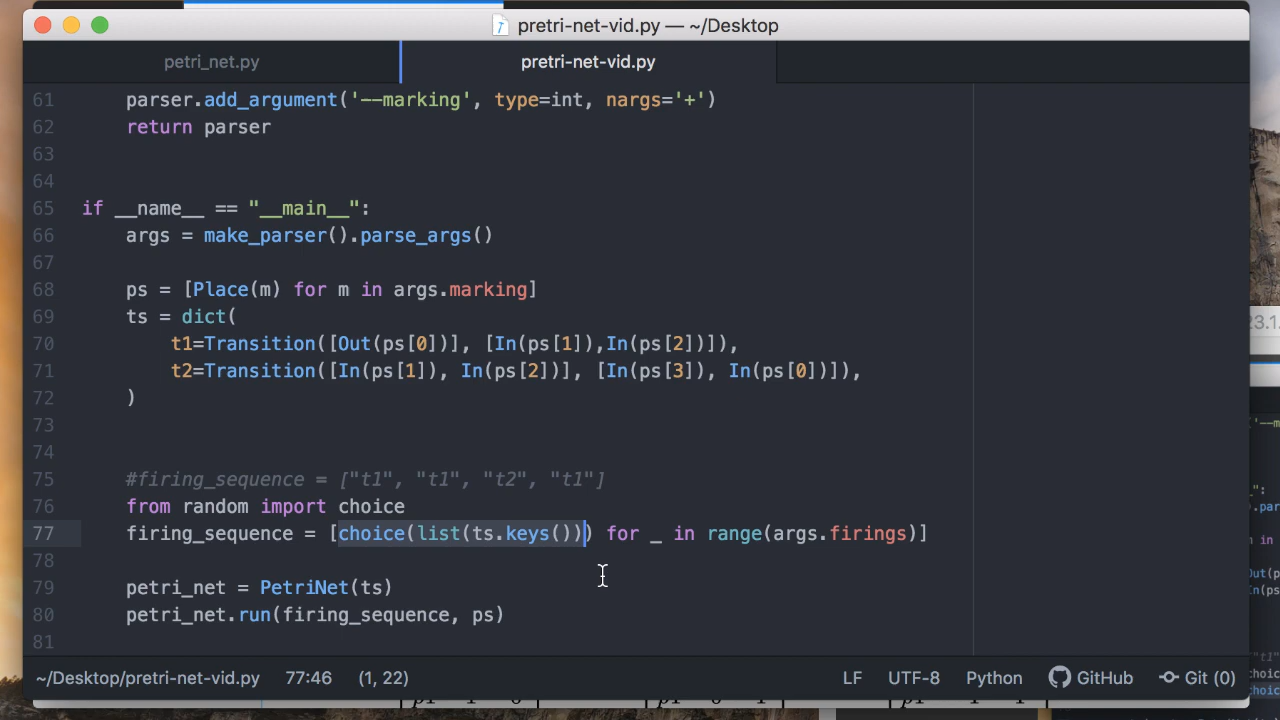 pretri-net-vid.py — ~/Desktop
petri_net.py
pretri-net-vid.py
61 parser.add_argument('--marking', type=int, nargs='+')
62 return parser
63
64
65 if __name__ == "__main__":
66 args = make_parser().parse_args()
67
68 ps = [Place(m) for m in args.marking]
69 ts = dict(
70 t1=Transition([Out(ps[0])], [In(ps[1]),In(ps[2])]),
71 t2=Transition([In(ps[1]), In(ps[2])], [In(ps[3]), In(ps[0])]),
72 )
73
74
75 #firing_sequence = ["t1", "t1", "t2", "t1"]
76 from random import choice
77 firing_sequence = [choice(list(ts.keys())) for _ in range(args.firings)]
78
79 petri_net = PetriNet(ts)
80 petri_net.run(firing_sequence, ps)
81
~/Desktop/pretri-net-vid.py 77:46 (1, 22) LF UTF-8 Python GitHub Git (0)